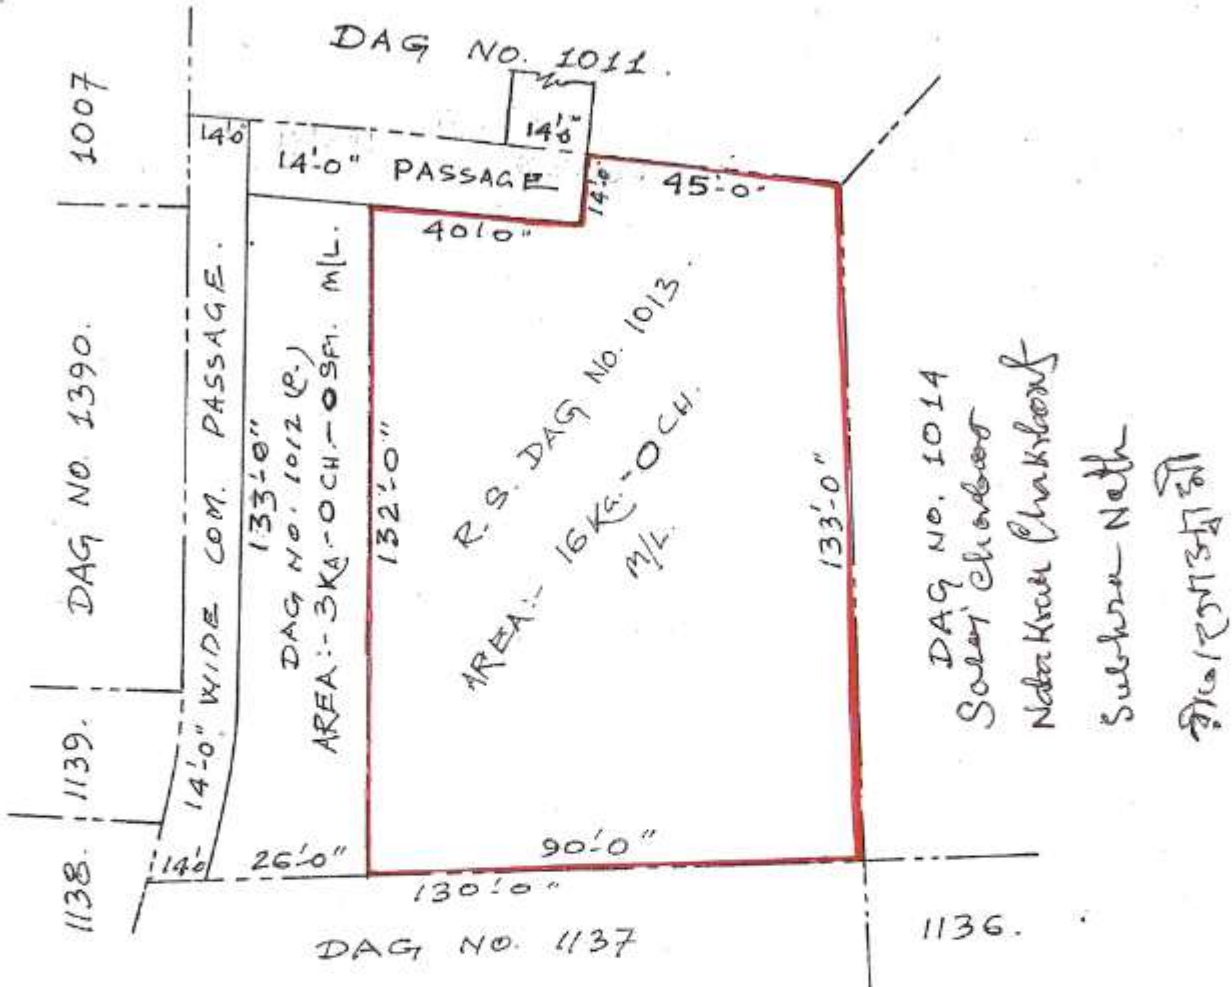 DAG NO. 1011.
1007
14'-0
14'-0"
14'-0" PASSAGE
14'-0'
45'-0"
40'-0"
DAG NO. 1390.
14'-0" WIDE COM. PASSAGE.
133'-0"
DAG NO. 1012 (P.)
AREA:- 3KA.- 0CH.- 0SFt. M/L.
132'-0"
R.S. DAG No. 1013.
AREA:- 16Ka.- 0CH.
M/L.
133'-0"
DAG NO. 1014
Nath
1139.
1138.
14'-0
26'-0"
90'-0"
130'-0"
DAG NO. 1137
1136.